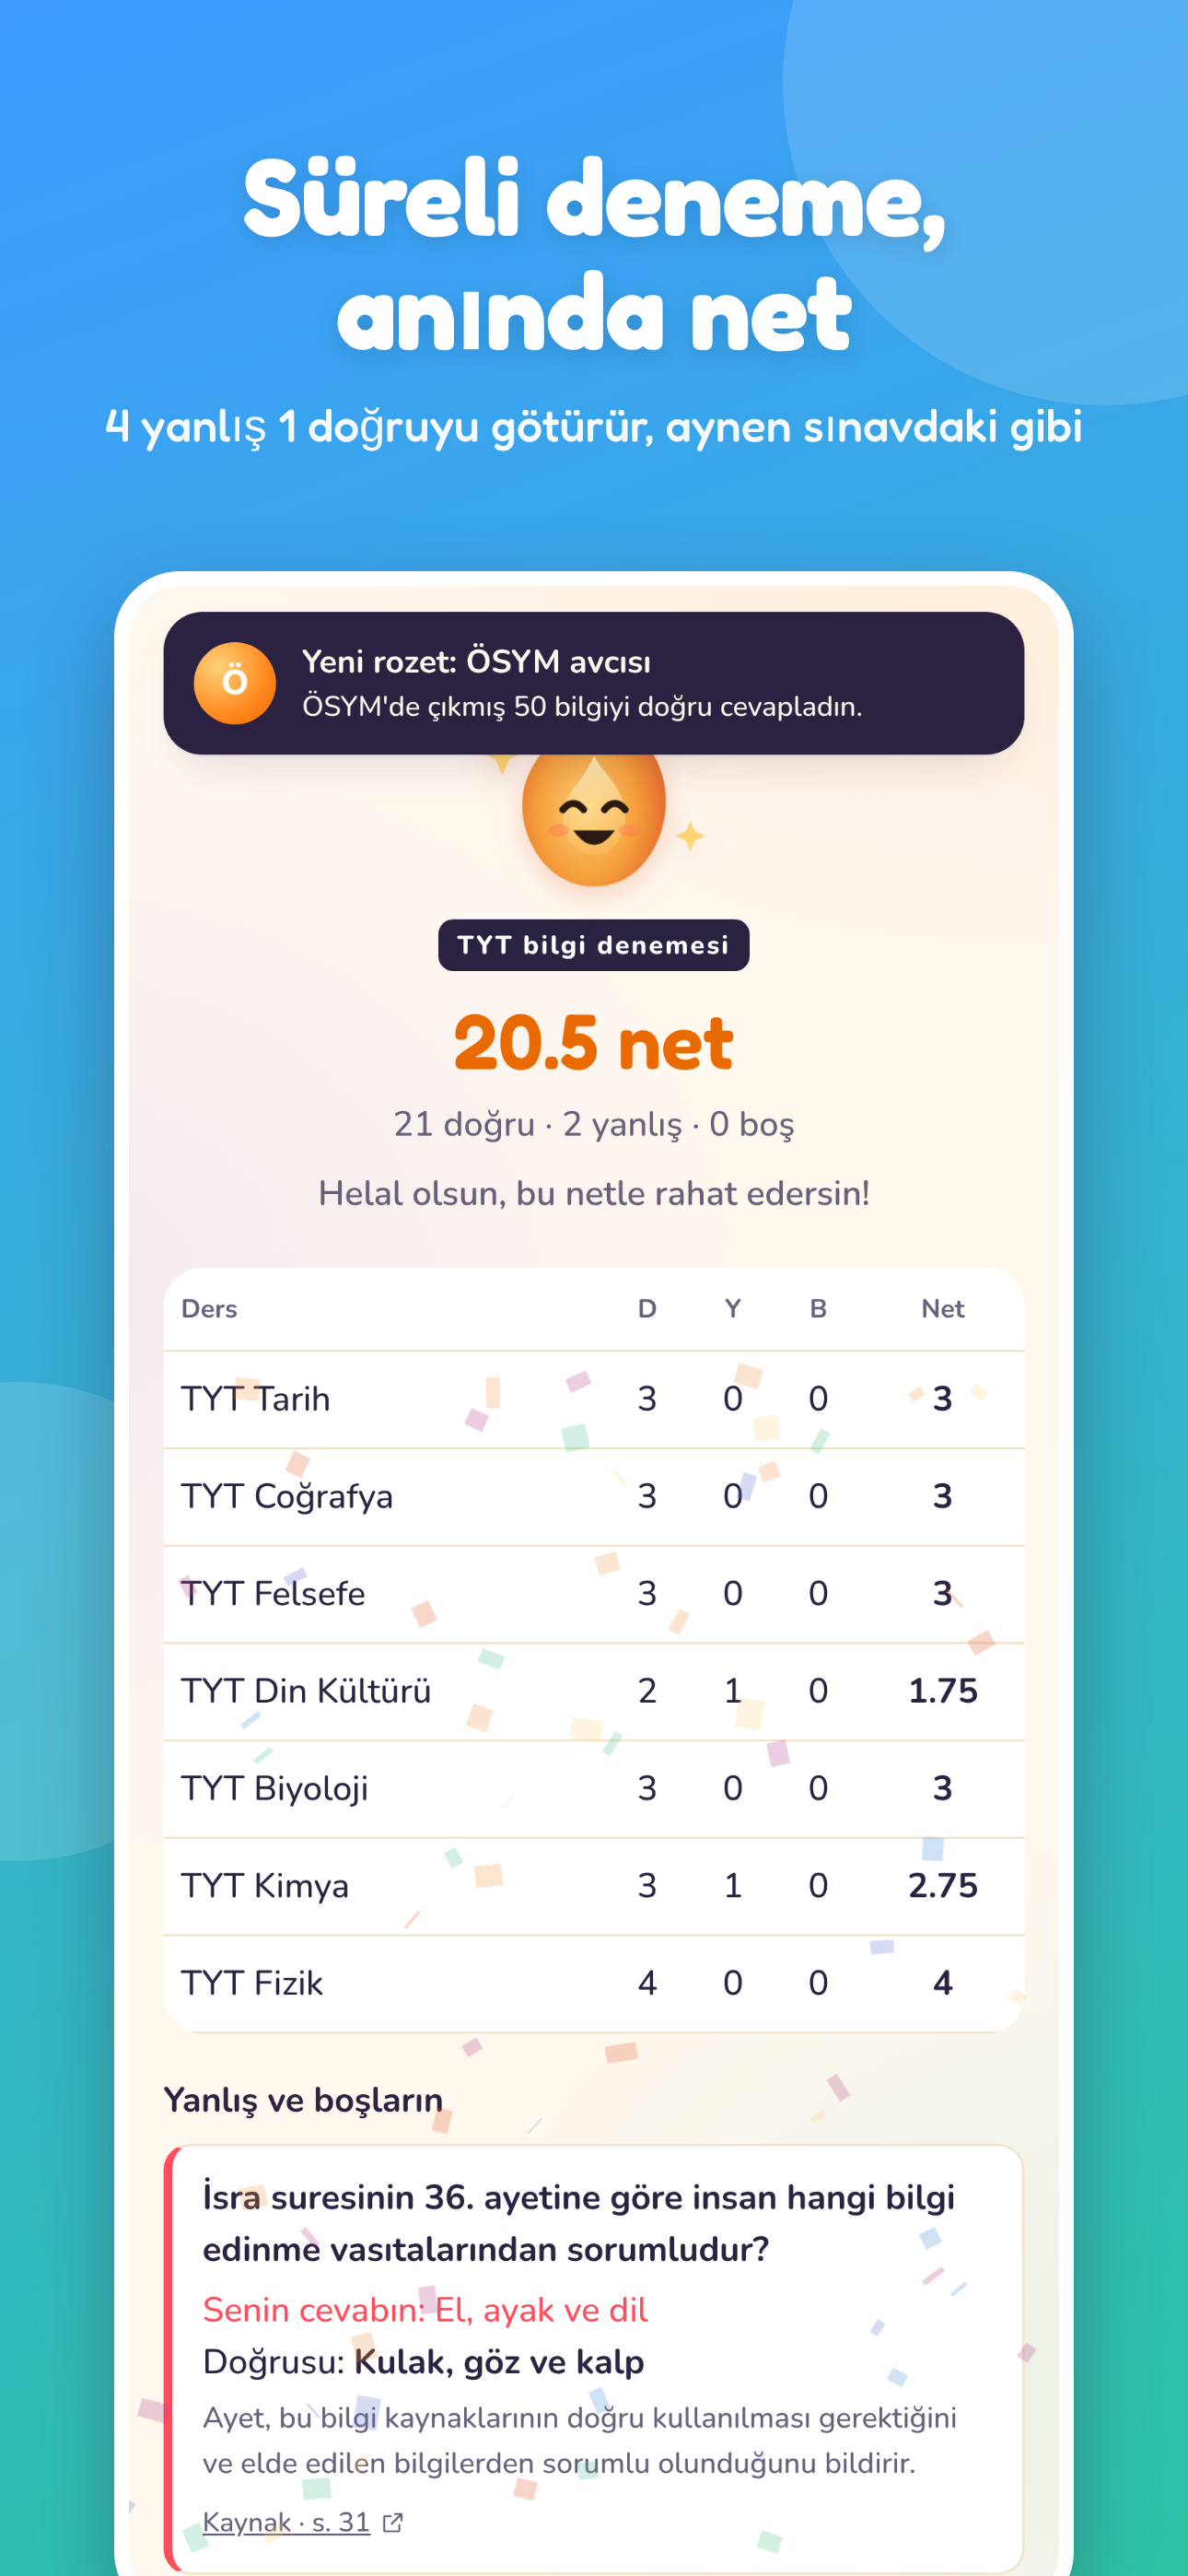 Süreli deneme,
anında net
4 yanlış 1 doğruyu götürür, aynen sınavdaki gibi
Ö
Yeni rozet: ÖSYM avcısı
ÖSYM'de çıkmış 50 bilgiyi doğru cevapladın.
TYT bilgi denemesi
20.5 net
21 doğru · 2 yanlış · 0 boş
Helal olsun, bu netle rahat edersin!
Ders D Y B Net
TYT Tarih 3 0 0 3
TYT Coğrafya 3 0 0 3
TYT Felsefe 3 0 0 3
TYT Din Kültürü 2 1 0 1.75
TYT Biyoloji 3 0 0 3
TYT Kimya 3 1 0 2.75
TYT Fizik 4 0 0 4
Yanlış ve boşların
İsra suresinin 36. ayetine göre insan hangi bilgi
edinme vasıtalarından sorumludur?
Senin cevabın: El, ayak ve dil
Doğrusu: Kulak, göz ve kalp
Ayet, bu bilgi kaynaklarının doğru kullanılması gerektiğini
ve elde edilen bilgilerden sorumlu olunduğunu bildirir.
Kaynak · s. 31